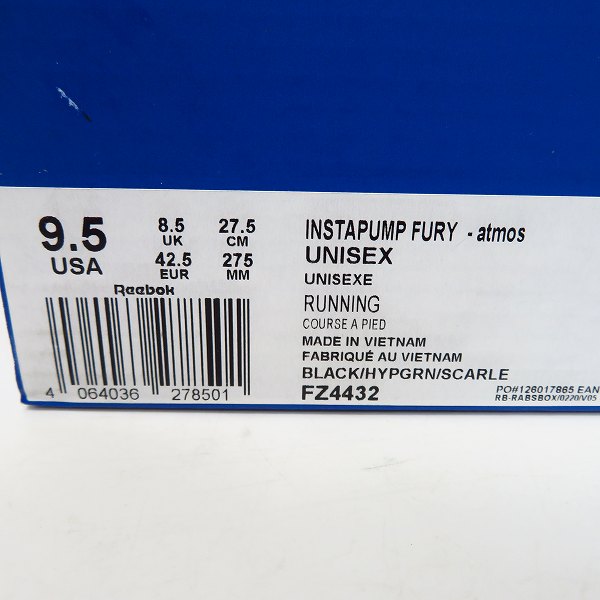 9.5
USA
8.5
UK
27.5
CM
42.5
EUR
275
MM
Reebok
4 064036 278501
INSTAPUMP FURY - atmos
UNISEX
UNISEXE
RUNNING
COURSE A PIED
MADE IN VIETNAM
FABRIQUÉ AU VIETNAM
BLACK/HYPGRN/SCARLE
FZ4432
PO#126017865 EAN
RB-RABSBOX/0220/V05